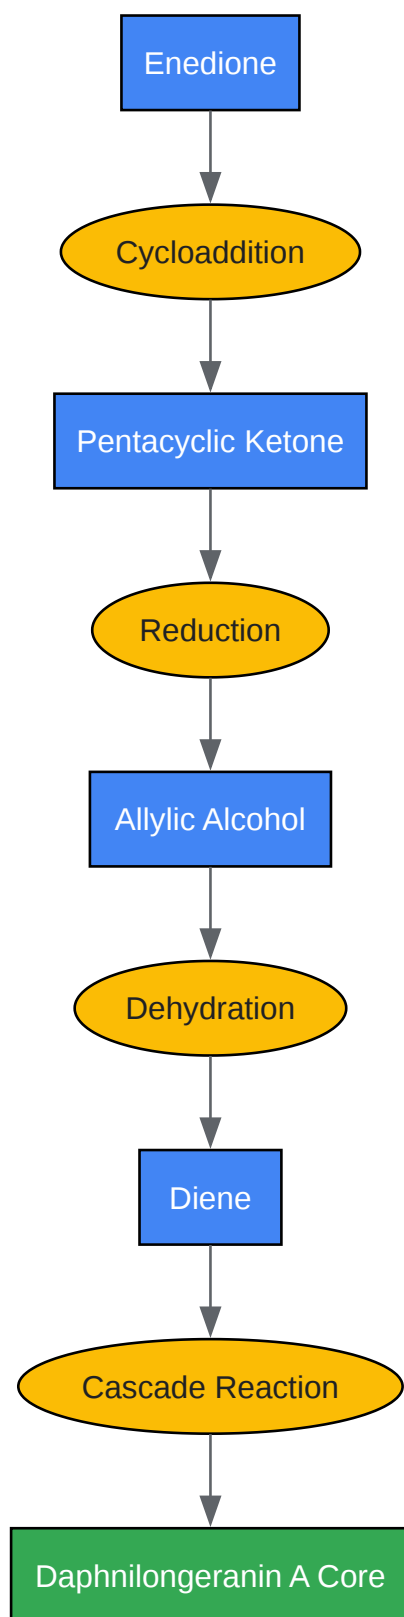 Enedione
Cycloaddition
Pentacyclic Ketone
Reduction
Allylic Alcohol
Dehydration
Diene
Cascade Reaction
Daphnilongeranin A Core